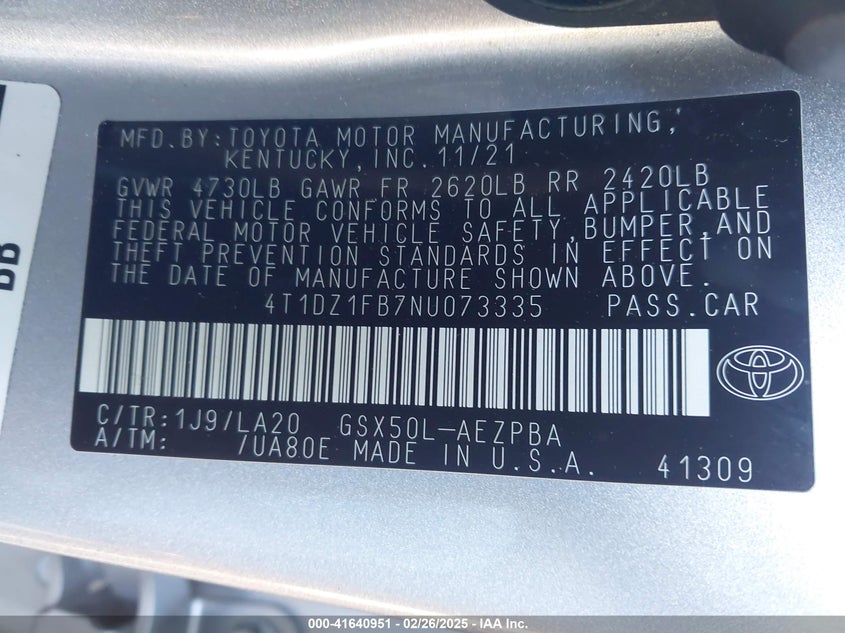 MFD.BY:TOYOTA MOTOR MANUFACTURING,
KENTUCKY,INC.11/21
GVWR 4730LB GAWR FR 2620LB RR 2420LB
THIS VEHICLE CONFORMS TO ALL APPLICABLE
FEDERAL MOTOR VEHICLE SAFETY,BUMPER,AND
THEFT PREVENTION STANDARDS IN EFFECT ON
THE DATE OF MANUFACTURE SHOWN ABOVE.
4T1DZ1FB7NU073335 PASS.CAR
C/TR:1J9/LA20 GSX50L-AEZPBA
A/TM: /UA80E MADE IN U.S.A. 41309
BB
000-41640951 - 02/26/2025 - IAA Inc.